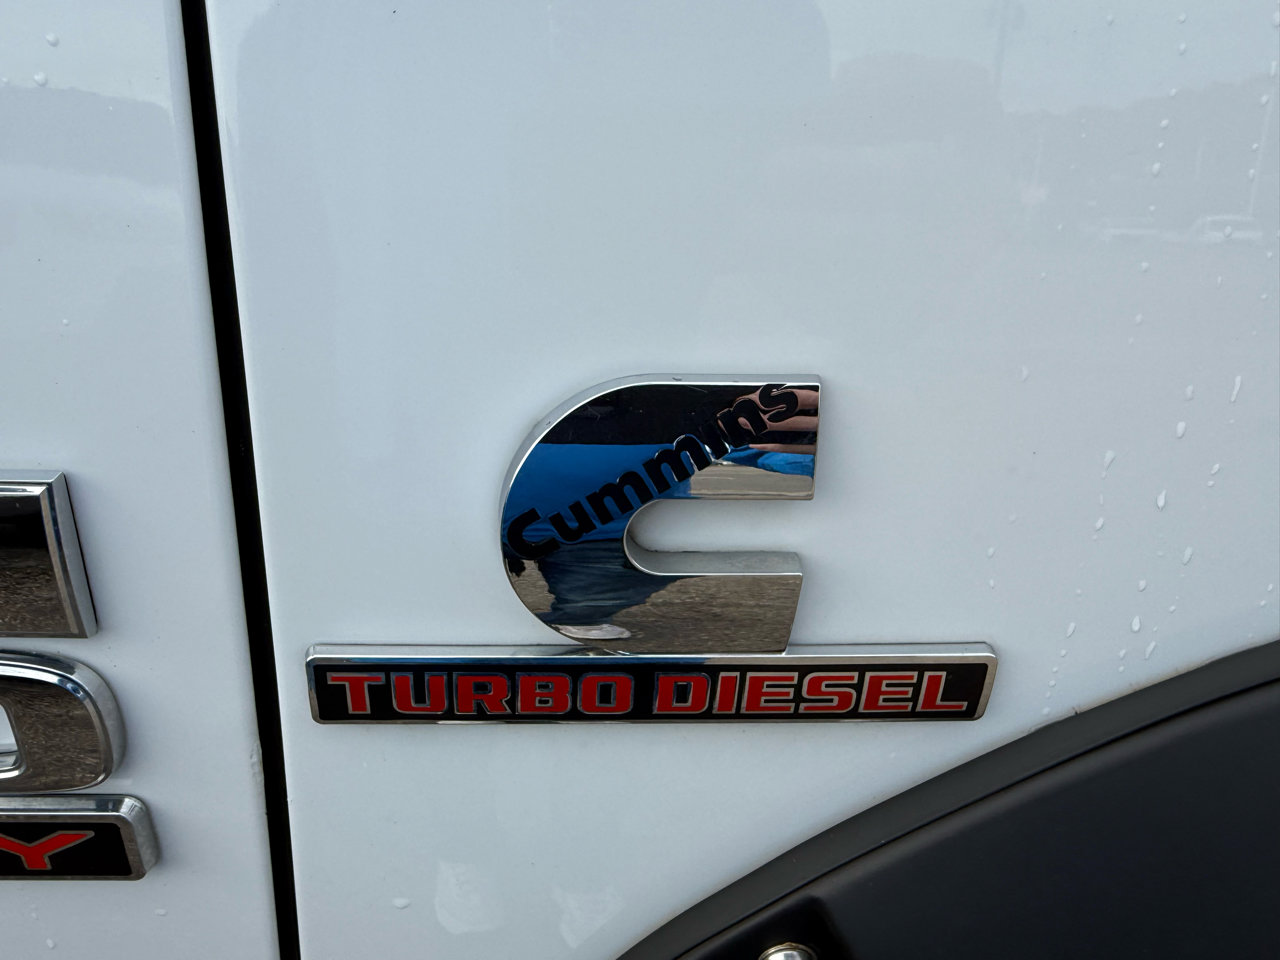 Cummins
TURBO DIESEL
Y